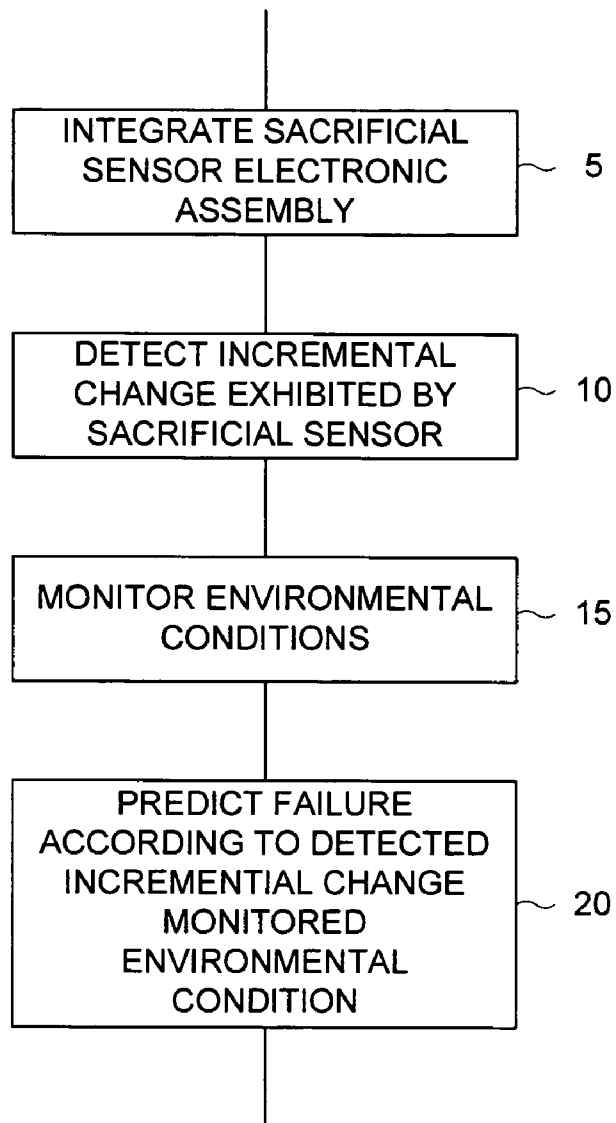 INTEGRATE SACRIFICIAL
SENSOR ELECTRONIC
ASSEMBLY
5
DETECT INCREMENTAL
CHANGE EXHIBITED BY
SACRIFICIAL SENSOR
10
MONITOR ENVIRONMENTAL
CONDITIONS
15
PREDICT FAILURE
ACCORDING TO DETECTED
INCREMENTIAL CHANGE
MONITORED
ENVIRONMENTAL
CONDITION
20